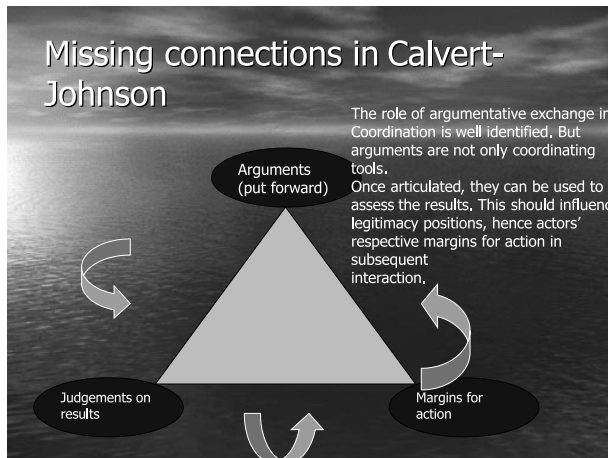 Missing connections in Calvert-
Johnson
The role of argumentative exchange in
Coordination is well identified. But
arguments are not only coordinating
tools.
Once articulated, they can be used to
assess the results. This should influenc
legitimacy positions, hence actors'
respective margins for action in
subsequent
interaction.
Arguments
(put forward)
Judgements on
results
Margins for
action